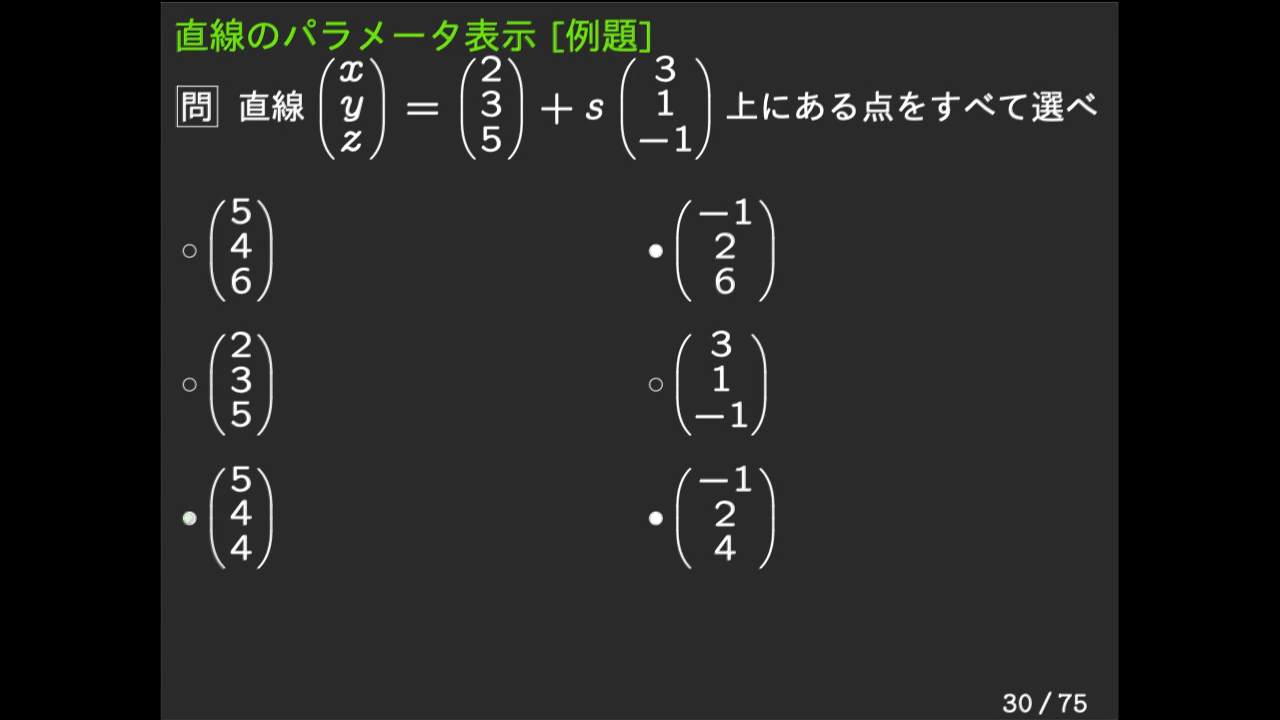 直線のパラメータ表示 [例題]
問 直線 (x y z) = (2 3 5) + s (3 1 −1) 上にある点をすべて選べ
○ (5 4 6)
● (−1 2 6)
○ (2 3 5)
○ (3 1 −1)
● (5 4 4)
● (−1 2 4)
30 / 75